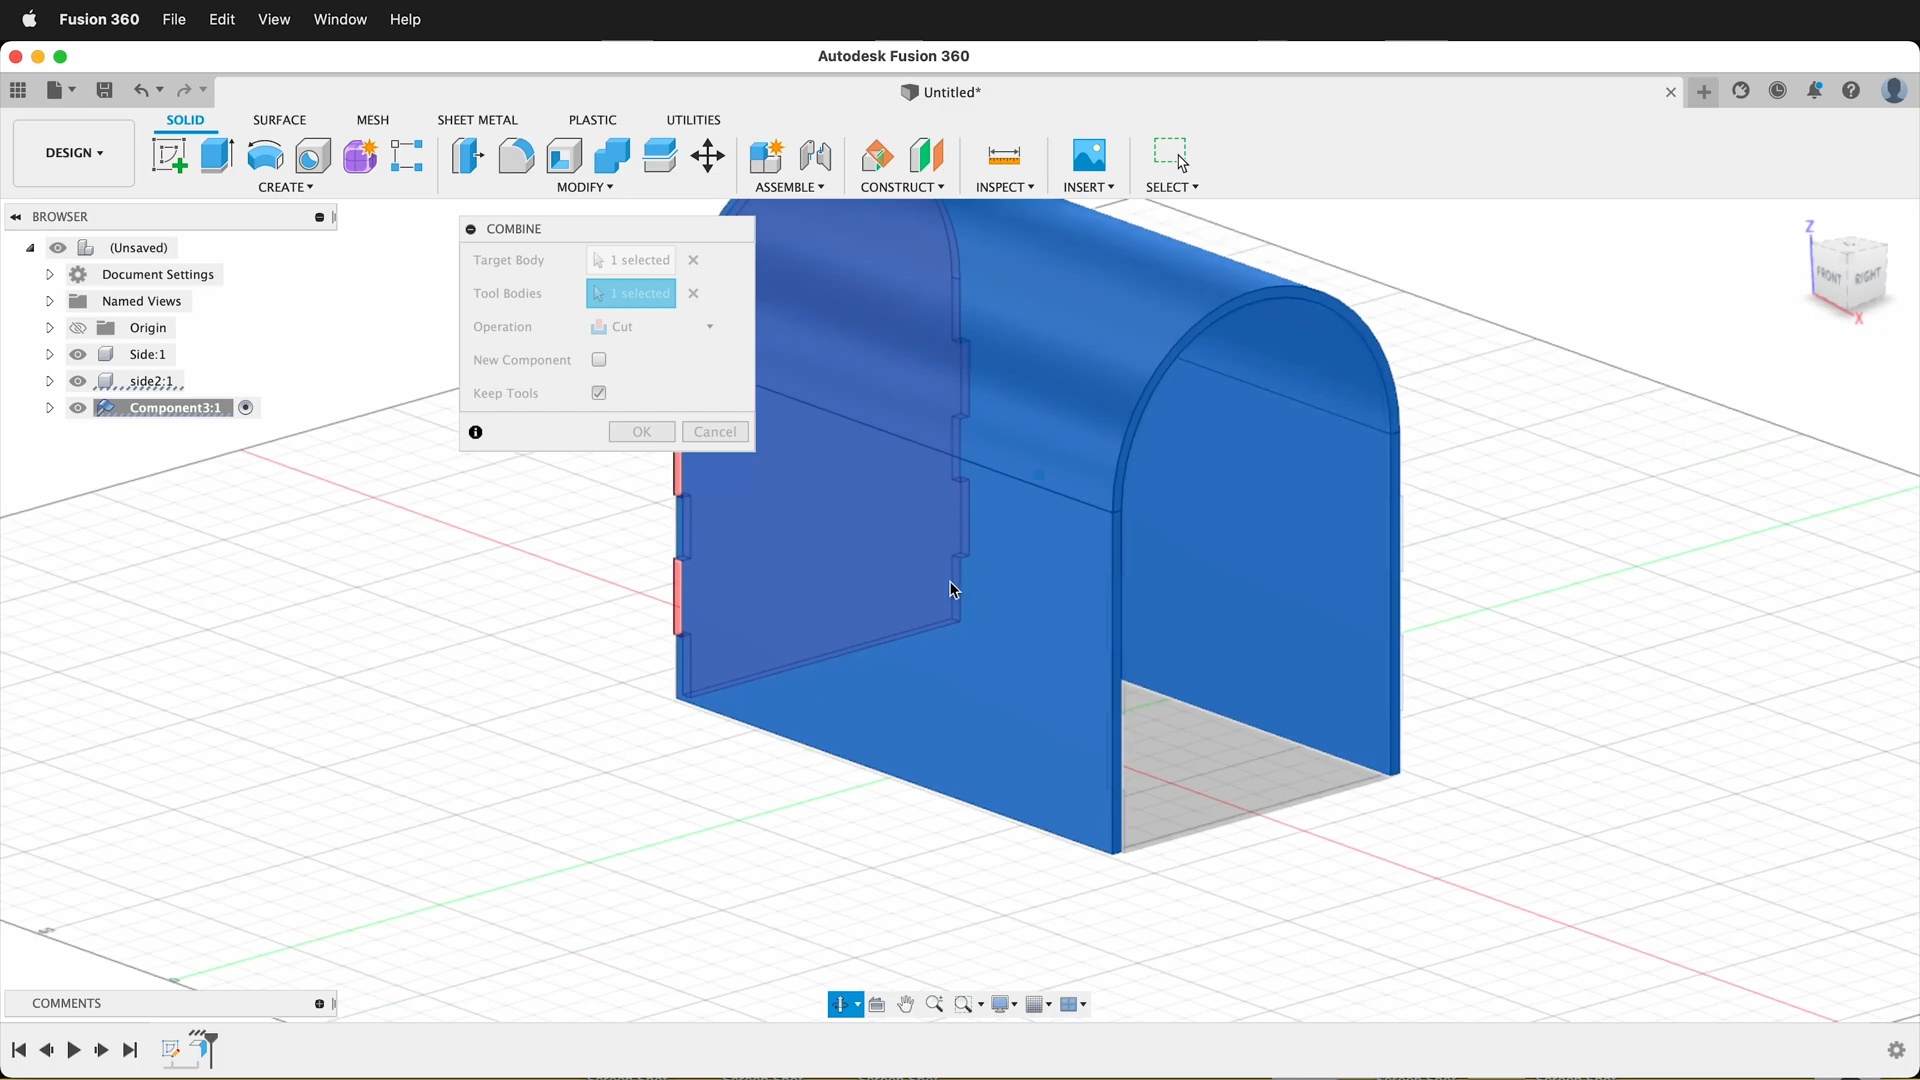 Fusion 360 File Edit View Window Help
Autodesk Fusion 360
Untitled*
SOLID SURFACE MESH SHEET METAL PLASTIC UTILITIES
DESIGN
CREATE MODIFY ASSEMBLE CONSTRUCT INSPECT INSERT SELECT
BROWSER
(Unsaved)
Document Settings
Named Views
Origin
Side:1
side2:1
Component3:1
COMBINE
Target Body 1 selected
Tool Bodies 1 selected
Operation Cut
New Component
Keep Tools
OK Cancel
Z
FRONT RIGHT
X
COMMENTS